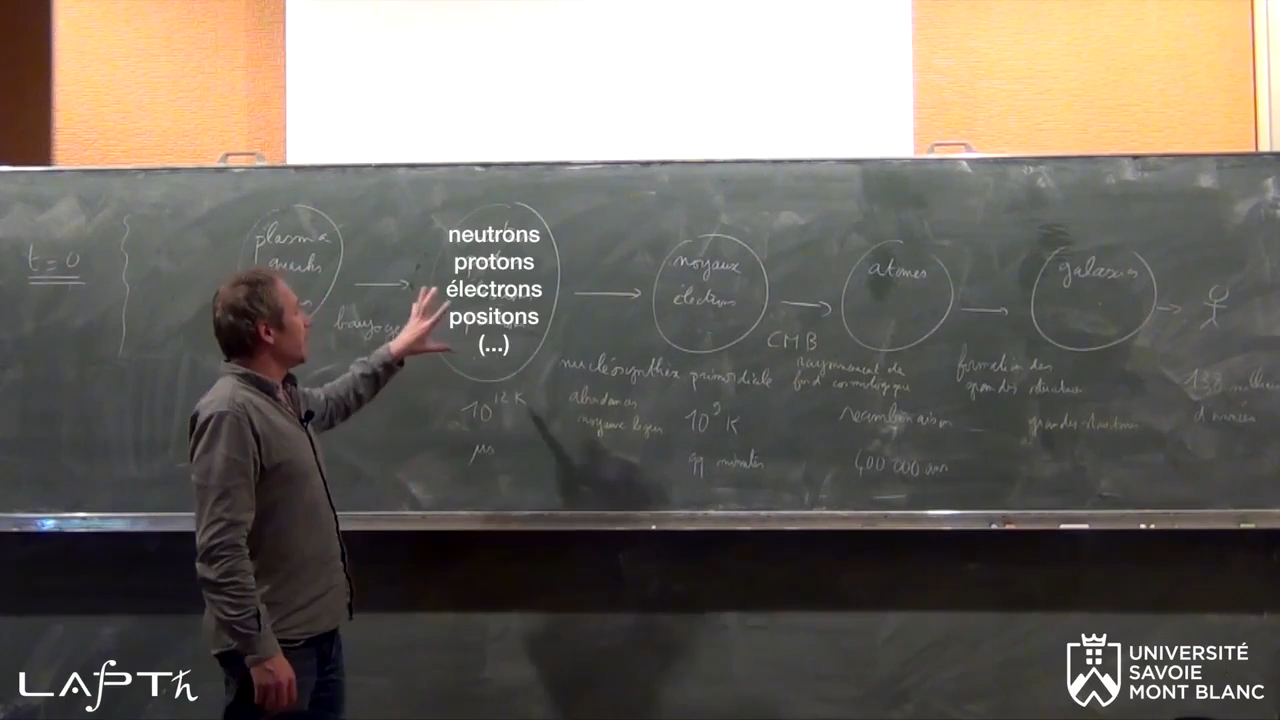 t = 0
plasma
quarks
neutrons
protons
électrons
positons
(...)
10 12 K
µs
noyaux
électrons
nucléosynthèse primordiale
abondances
noyaux légers
10 9 K
qq minutes
CMB
rayonnement de
fond cosmologique
atomes
recombinaison
400 000 ans
galaxies
formation des
grandes structures
grandes structures
13,8 milliards
d'années
LAPTh
UNIVERSITÉ
SAVOIE
MONT BLANC